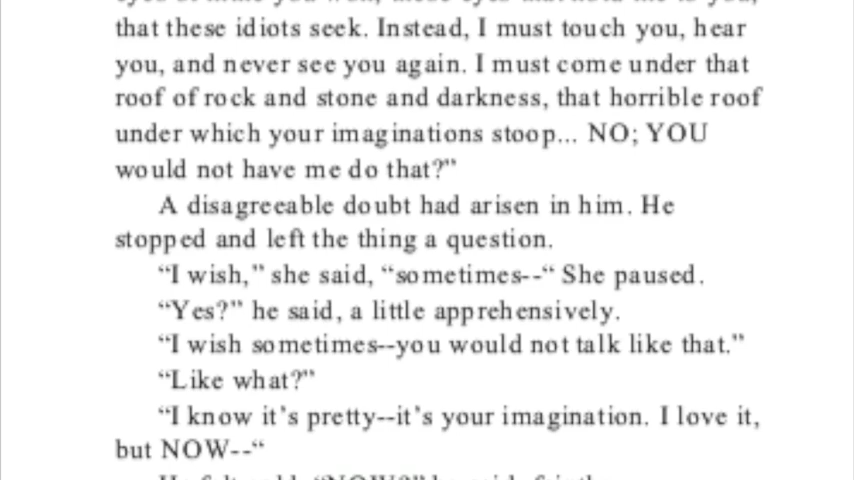 that these idiots seek. Instead, I must touch you, hear
you, and never see you again. I must come under that
roof of rock and stone and darkness, that horrible roof
under which your imaginations stoop... NO; YOU
would not have me do that?”
A disagreeable doubt had arisen in him. He
stopped and left the thing a question.
“I wish,” she said, “sometimes--“ She paused.
“Yes?” he said, a little apprehensively.
“I wish sometimes--you would not talk like that.”
“Like what?”
“I know it’s pretty--it’s your imagination. I love it,
but NOW--“